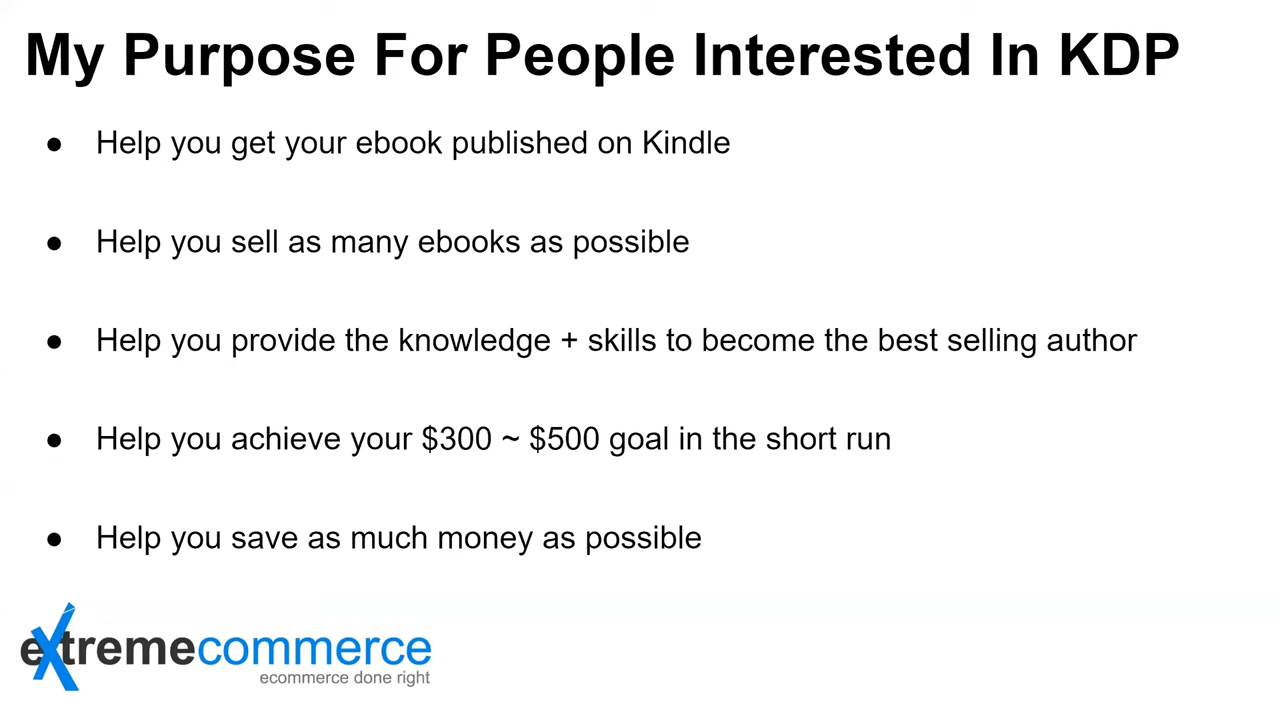 My Purpose For People Interested In KDP
● Help you get your ebook published on Kindle
● Help you sell as many ebooks as possible
● Help you provide the knowledge + skills to become the best selling author
● Help you achieve your $300 ~ $500 goal in the short run
● Help you save as much money as possible
extremecommerce
ecommerce done right